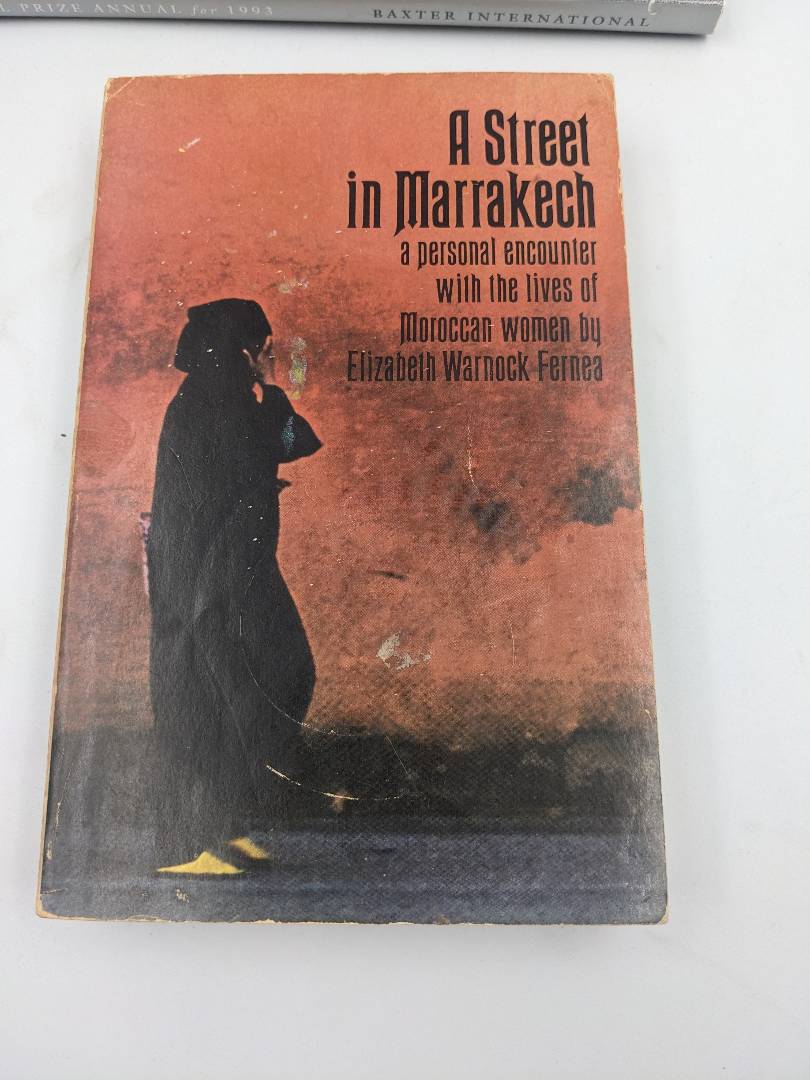 PRIZE ANNUAL for 1993
BAXTER INTERNATIONAL
A Street
in Marrakech
a personal encounter
with the lives of
Moroccan women by
Elizabeth Warnock Fernea